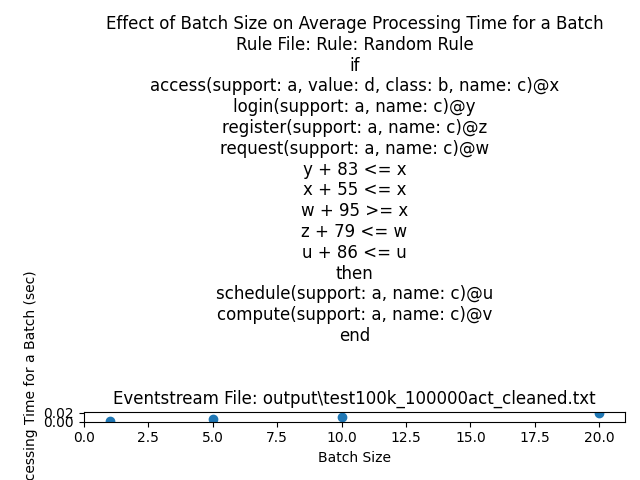 Effect of Batch Size on Average Processing Time for a Batch
Rule File: Rule: Random Rule
if
access(support: a, value: d, class: b, name: c)@x
login(support: a, name: c)@y
register(support: a, name: c)@z
request(support: a, name: c)@w
y + 83 <= x
x + 55 <= x
w + 95 >= x
z + 79 <= w
u + 86 <= u
then
schedule(support: a, name: c)@u
compute(support: a, name: c)@v
end
Eventstream File: output\test100k_100000act_cleaned.txt
cessing Time for a Batch (sec)
0.02
0.00
0.0 2.5 5.0 7.5 10.0 12.5 15.0 17.5 20.0
Batch Size